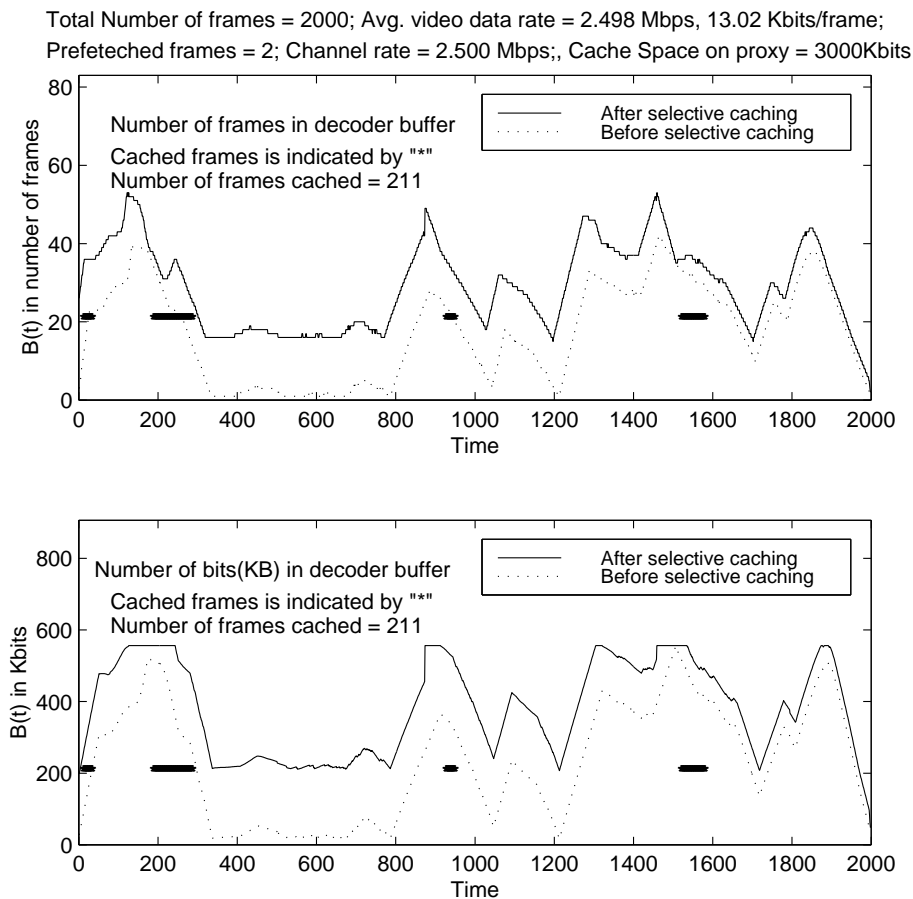 Total Number of frames = 2000; Avg. video data rate = 2.498 Mbps, 13.02 Kbits/frame;
Prefeteched frames = 2; Channel rate = 2.500 Mbps;, Cache Space on proxy = 3000Kbits
80
60
40
20
0
B(t) in number of frames
Number of frames in decoder buffer
Cached frames is indicated by "*"
Number of frames cached = 211
After selective caching
Before selective caching
0 200 400 600 800 1000 1200 1400 1600 1800 2000
Time
800
600
400
200
0
B(t) in Kbits
Number of bits(KB) in decoder buffer
Cached frames is indicated by "*"
Number of frames cached = 211
After selective caching
Before selective caching
0 200 400 600 800 1000 1200 1400 1600 1800 2000
Time